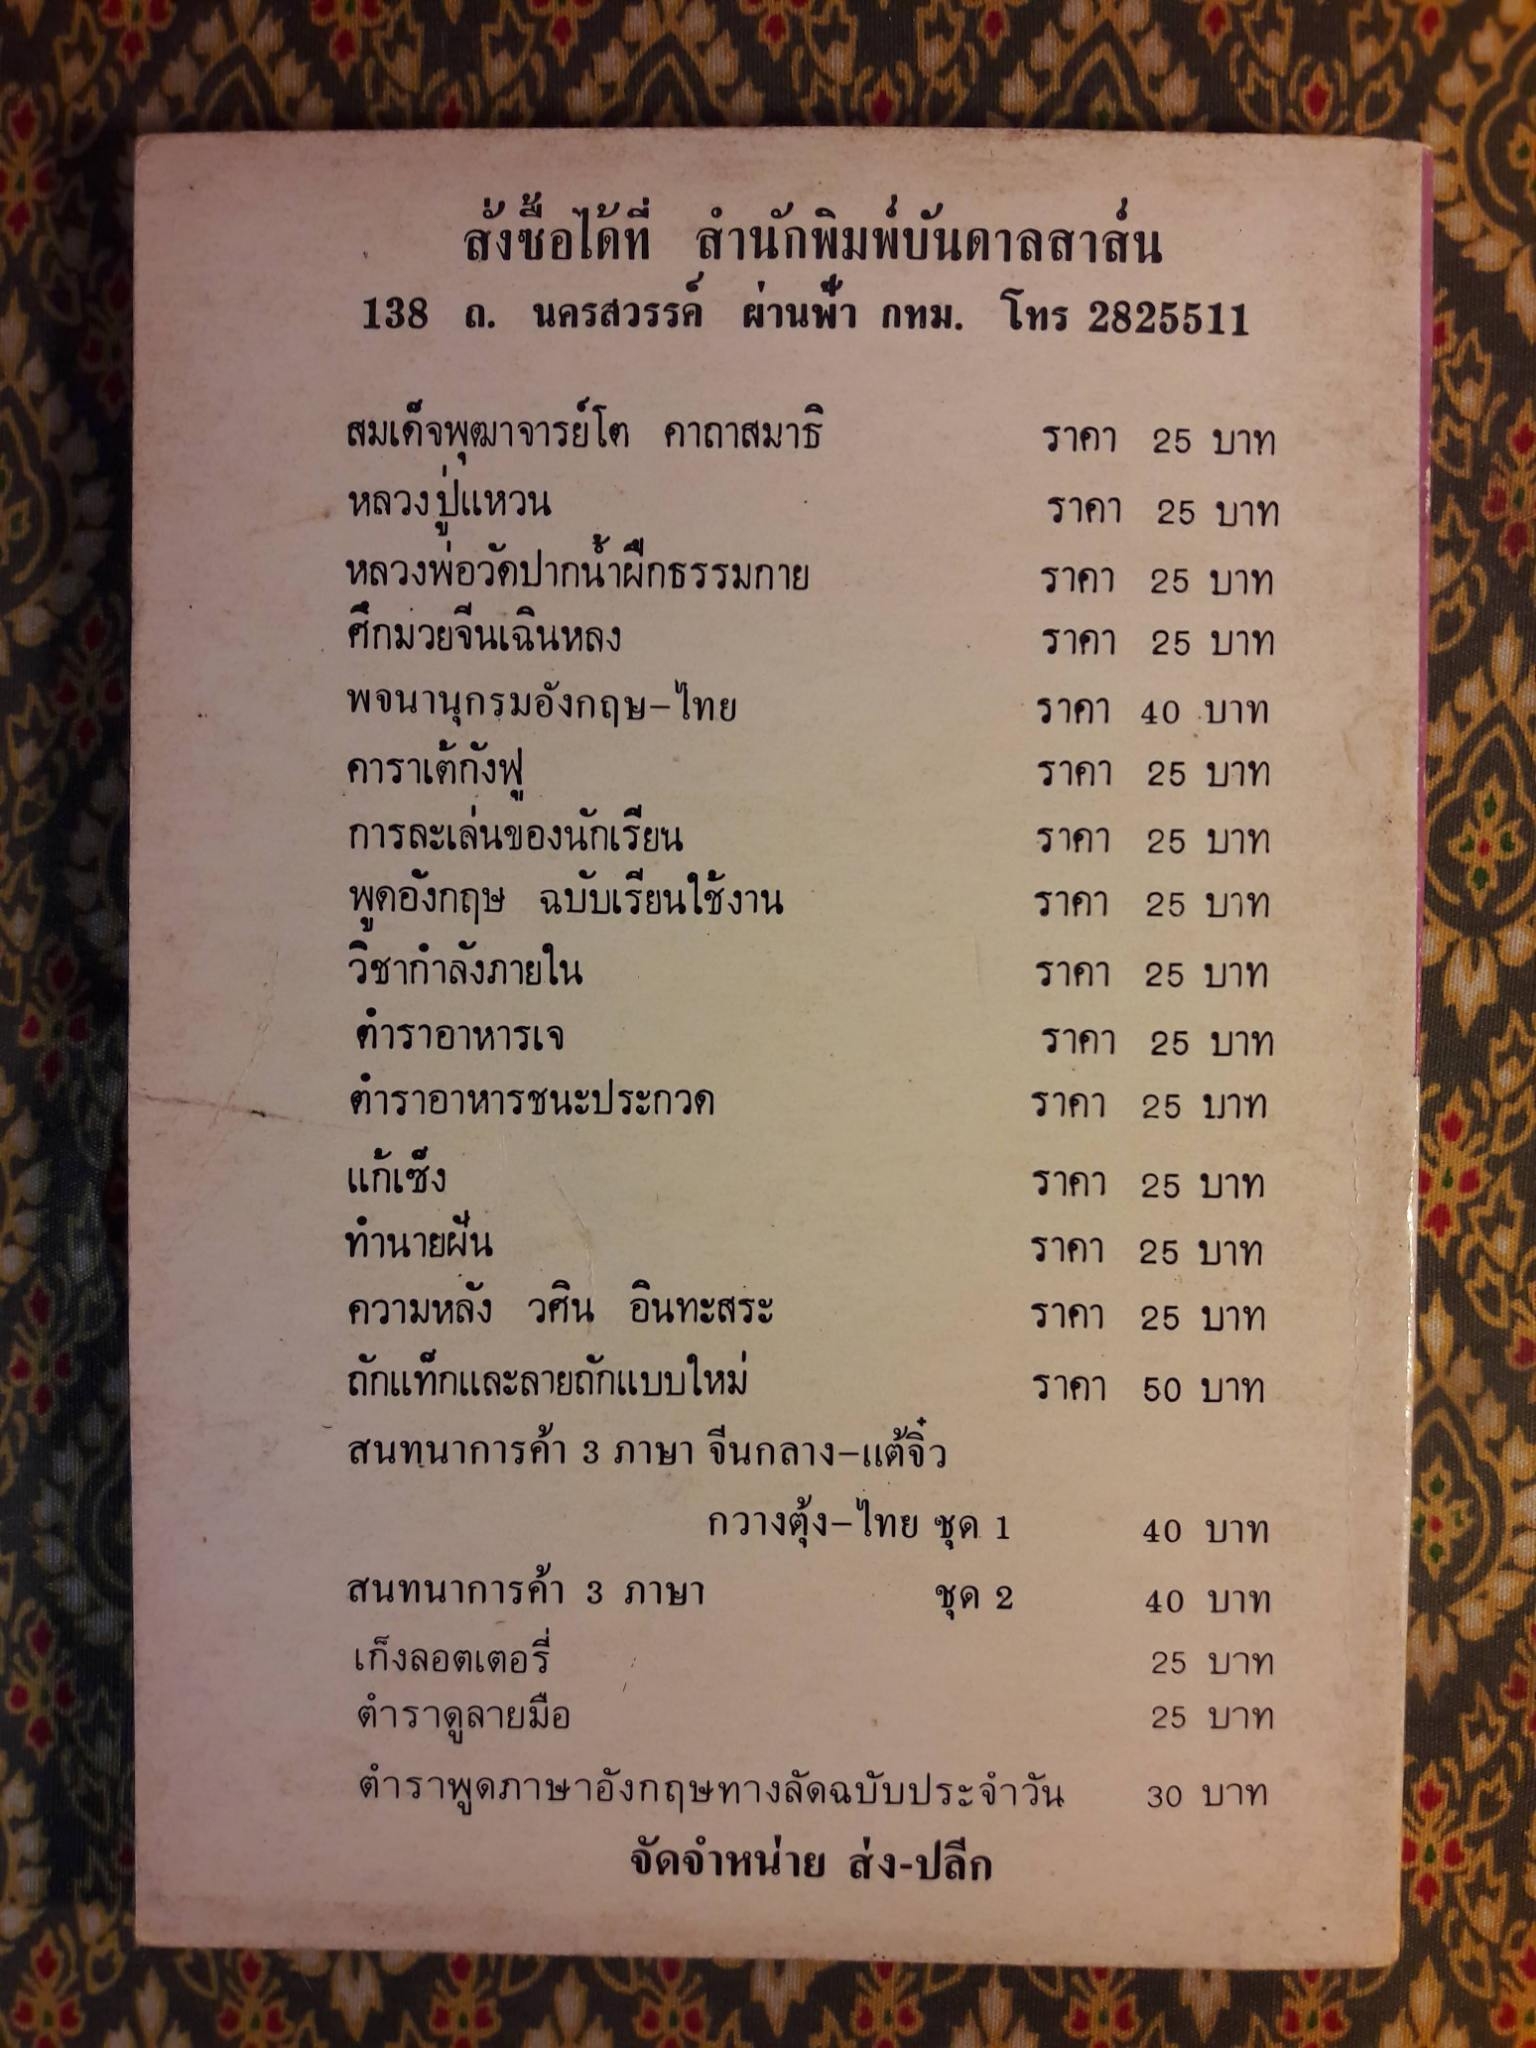 สั่งซื้อได้ที่ สำนักพิมพ์บันดาลสาส์น
138 ถ. นครสวรรค์ ผ่านฟ้า กทม. โทร 2825511
สมเด็จพุฒาจารย์โต คาถาสมาธิ ราคา 25 บาท
หลวงปู่แหวน ราคา 25 บาท
หลวงพ่อวัดปากน้ำฝึกธรรมกาย ราคา 25 บาท
ศึกมวยจีนเฉินหลง ราคา 25 บาท
พจนานุกรมอังกฤษ-ไทย ราคา 40 บาท
คาราเต้กังฟู ราคา 25 บาท
การละเล่นของนักเรียน ราคา 25 บาท
พูดอังกฤษ ฉบับเรียนใช้งาน ราคา 25 บาท
วิชากำลังภายใน ราคา 25 บาท
ตำราอาหารเจ ราคา 25 บาท
ตำราอาหารชนะประกวด ราคา 25 บาท
แก้เซ็ง ราคา 25 บาท
ทำนายฝัน ราคา 25 บาท
ความหลัง วศิน อินทะสระ ราคา 25 บาท
ถักแท็กและลายถักแบบใหม่ ราคา 50 บาท
สนทนาการค้า 3 ภาษา จีนกลาง-แต้จิ๋ว
กวางตุ้ง-ไทย ชุด 1 40 บาท
สนทนาการค้า 3 ภาษา ชุด 2 40 บาท
เก็งลอตเตอรี่ 25 บาท
ตำราดูลายมือ 25 บาท
ตำราพูดภาษาอังกฤษทางลัดฉบับประจำวัน 30 บาท
จัดจำหน่าย ส่ง-ปลีก